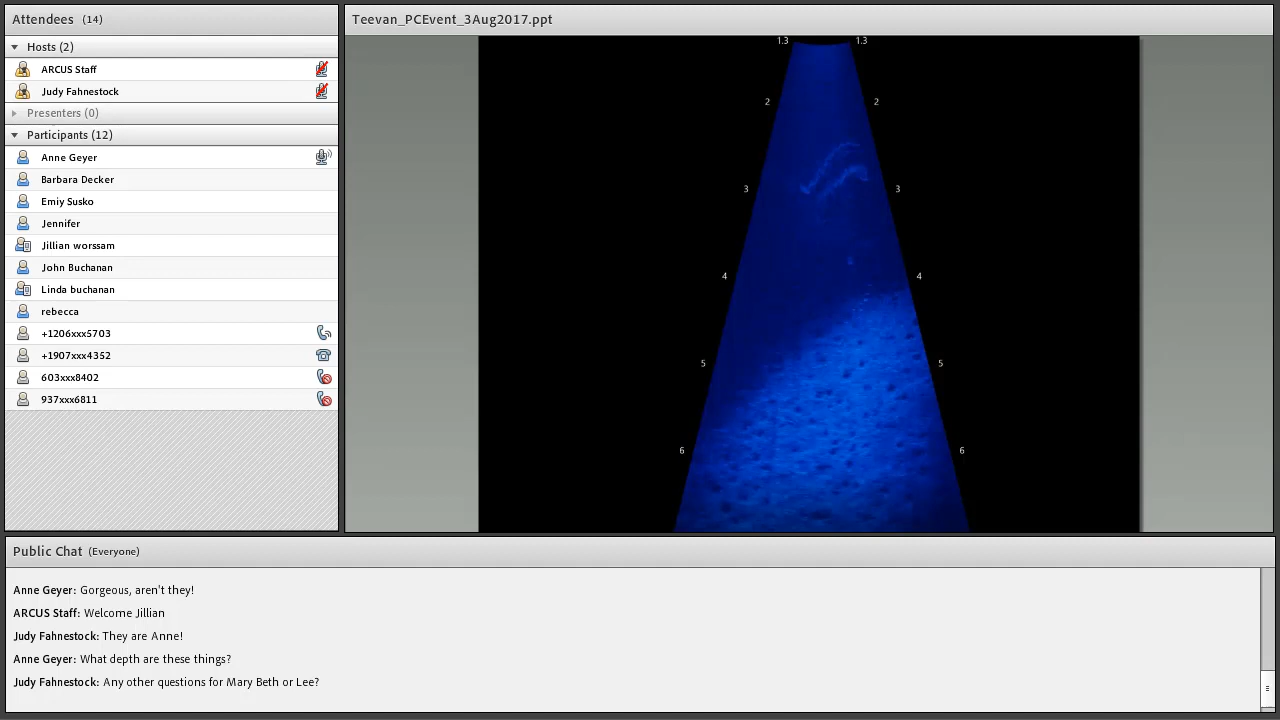 Attendees (14)
Hosts (2)
ARCUS Staff
Judy Fahnestock
Presenters (0)
Participants (12)
Anne Geyer
Barbara Decker
Emiy Susko
Jennifer
Jillian worssam
John Buchanan
Linda buchanan
rebecca
+1206xxx5703
+1907xxx4352
603xxx8402
937xxx6811
Teevan_PCEvent_3Aug2017.ppt
1.3 1.3
2 2
3 3
4 4
5 5
6 6
Public Chat (Everyone)
Anne Geyer: Gorgeous, aren't they!
ARCUS Staff: Welcome Jillian
Judy Fahnestock: They are Anne!
Anne Geyer: What depth are these things?
Judy Fahnestock: Any other questions for Mary Beth or Lee?